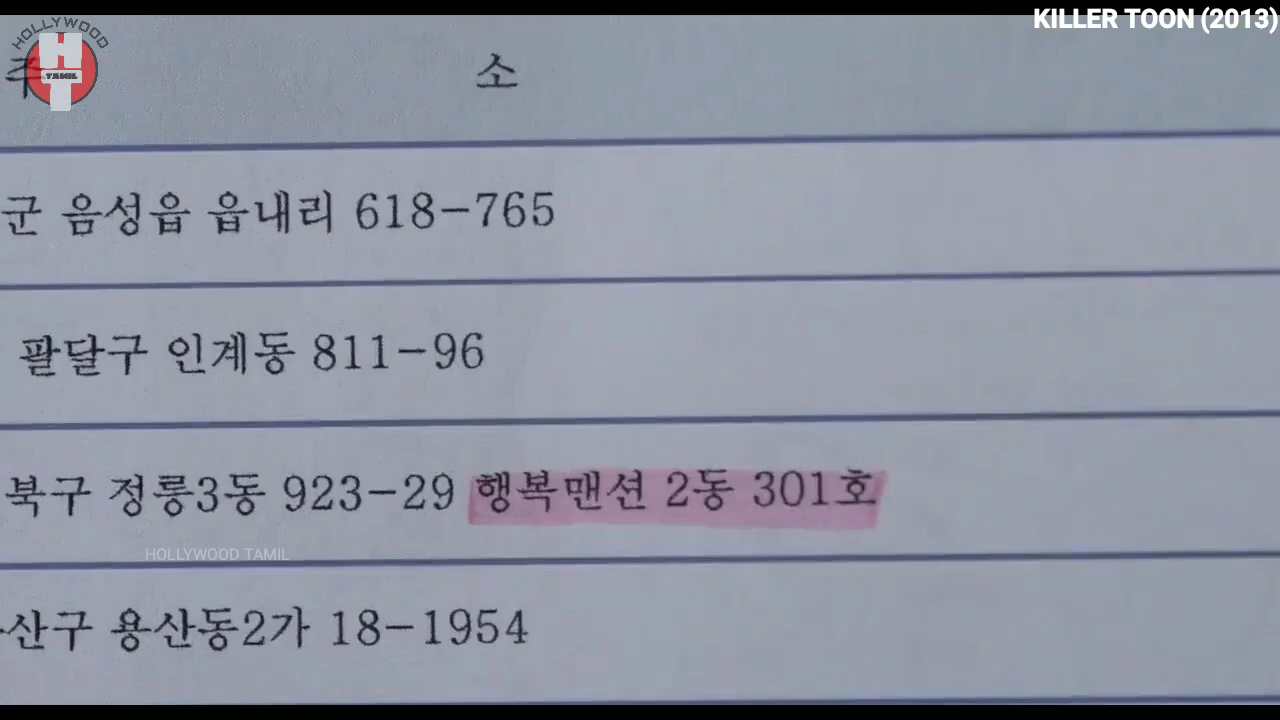 KILLER TOON (2013)
HOLLYWOOD
H
TAMIL
T
주 소
군 음성읍 읍내리 618-765
팔달구 인계동 811-96
북구 정릉3동 923-29 행복맨션 2동 301호
HOLLYWOOD TAMIL
산구 용산동2가 18-1954